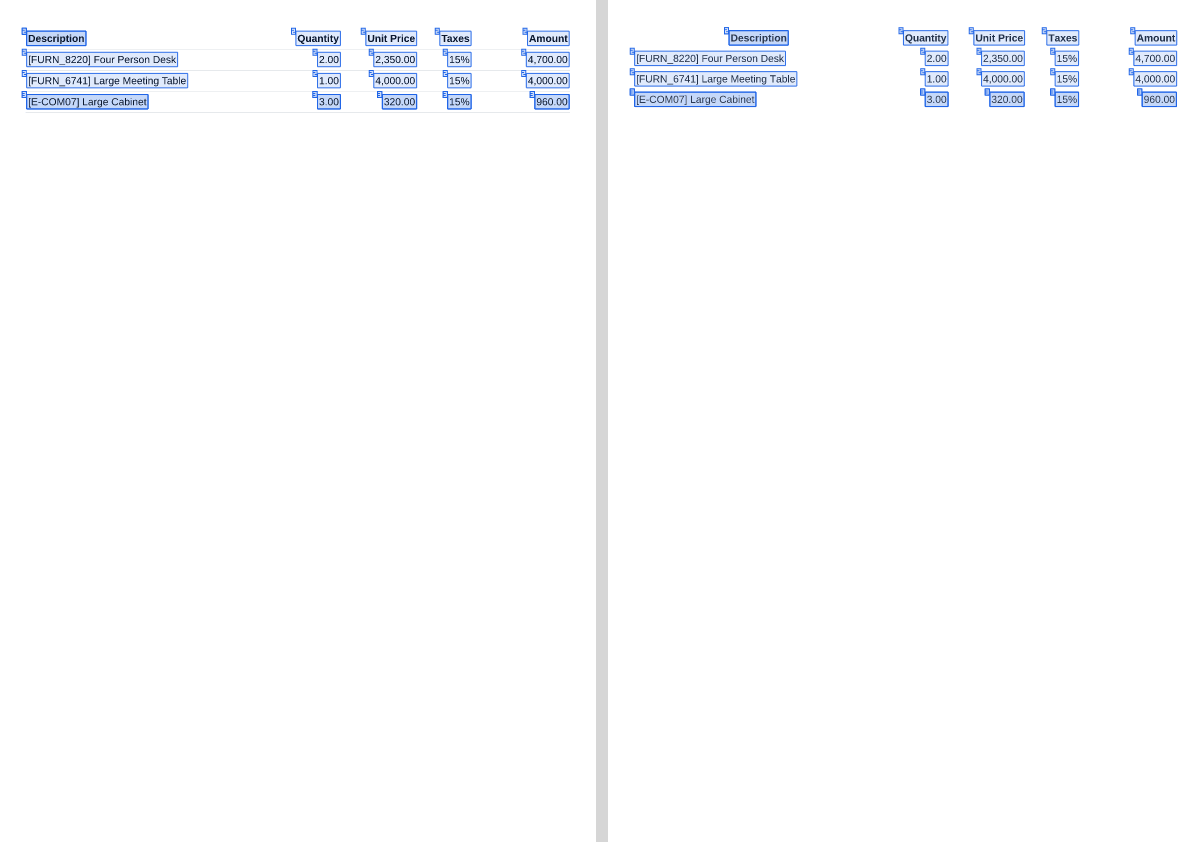 Description Quantity Unit Price Taxes Amount
[FURN_8220] Four Person Desk 2.00 2,350.00 15% 4,700.00
[FURN_6741] Large Meeting Table 1.00 4,000.00 15% 4,000.00
[E-COM07] Large Cabinet 3.00 320.00 15% 960.00
Description Quantity Unit Price Taxes Amount
[FURN_8220] Four Person Desk 2.00 2,350.00 15% 4,700.00
[FURN_6741] Large Meeting Table 1.00 4,000.00 15% 4,000.00
[E-COM07] Large Cabinet 3.00 320.00 15% 960.00